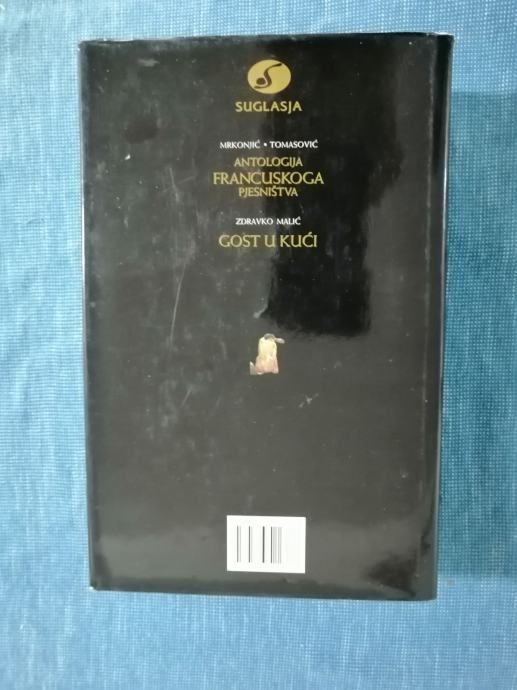 SUGLASJA
MRKONJIĆ • TOMASOVIĆ
ANTOLOGIJA
FRANCUSKOGA
PJESNIŠTVA
ZDRAVKO MALIĆ
GOST U KUĆI